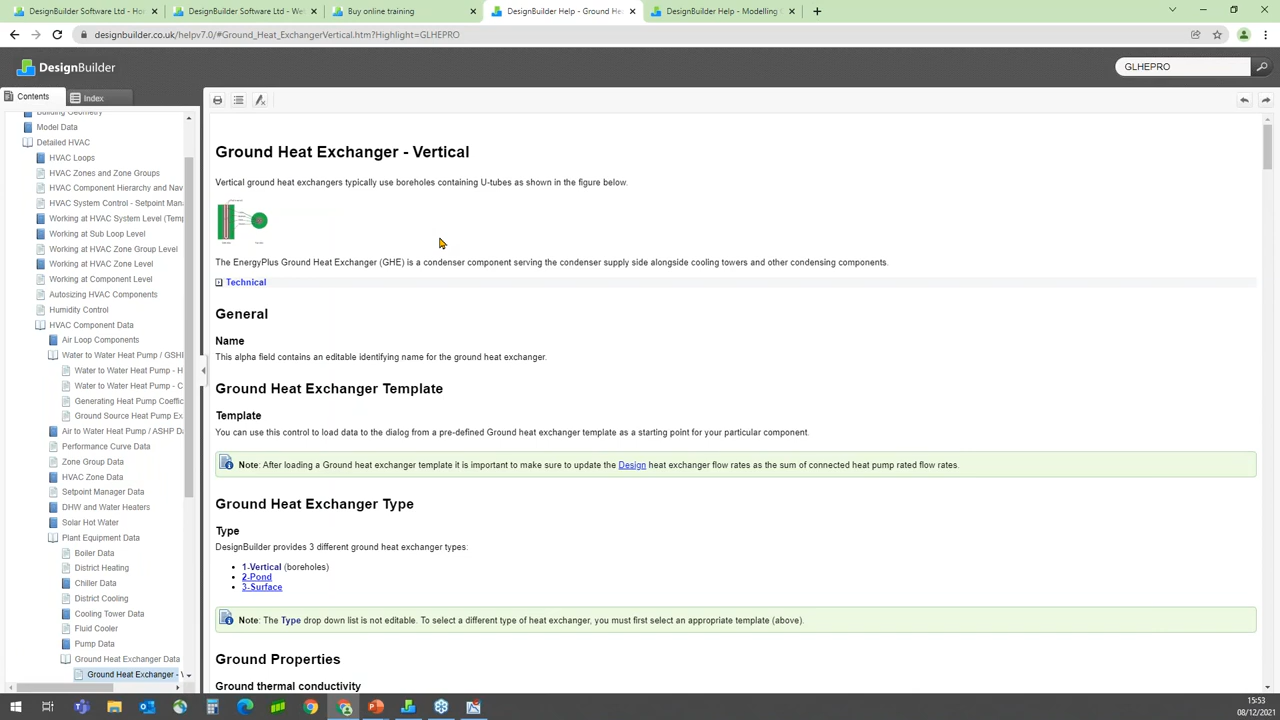 DesignBuilder Software Ltd - Ho
DesignBuilder Software Ltd - We
Buy online training
DesignBuilder Help - Ground He
DesignBuilder Help - Modelling
designbuilder.co.uk/helpv7.0/#Ground_Heat_ExchangerVertical.htm?Highlight=GLHEPRO
DesignBuilder
GLHEPRO
Contents
Index
Building Geometry
Model Data
Detailed HVAC
HVAC Loops
HVAC Zones and Zone Groups
HVAC Component Hierarchy and Nav
HVAC System Control - Setpoint Man
Working at HVAC System Level (Temp
Working at Sub Loop Level
Working at HVAC Zone Group Level
Working at HVAC Zone Level
Working at Component Level
Autosizing HVAC Components
Humidity Control
HVAC Component Data
Air Loop Components
Water to Water Heat Pump / GSHI
Water to Water Heat Pump - H
Water to Water Heat Pump - C
Generating Heat Pump Coeffic
Ground Source Heat Pump Ex
Air to Water Heat Pump / ASHP Da
Performance Curve Data
Zone Group Data
HVAC Zone Data
Setpoint Manager Data
DHW and Water Heaters
Solar Hot Water
Plant Equipment Data
Boiler Data
District Heating
Chiller Data
District Cooling
Cooling Tower Data
Fluid Cooler
Pump Data
Ground Heat Exchanger Data
Ground Heat Exchanger - V
Ground Heat Exchanger - Vertical
Vertical ground heat exchangers typically use boreholes containing U-tubes as shown in the figure below.
The EnergyPlus Ground Heat Exchanger (GHE) is a condenser component serving the condenser supply side alongside cooling towers and other condensing components.
Technical
General
Name
This alpha field contains an editable identifying name for the ground heat exchanger.
Ground Heat Exchanger Template
Template
You can use this control to load data to the dialog from a pre-defined Ground heat exchanger template as a starting point for your particular component.
Note: After loading a Ground heat exchanger template it is important to make sure to update the Design heat exchanger flow rates as the sum of connected heat pump rated flow rates.
Ground Heat Exchanger Type
Type
DesignBuilder provides 3 different ground heat exchanger types:
1-Vertical (boreholes)
2-Pond
3-Surface
Note: The Type drop down list is not editable. To select a different type of heat exchanger, you must first select an appropriate template (above).
Ground Properties
Ground thermal conductivity
15:53
08/12/2021